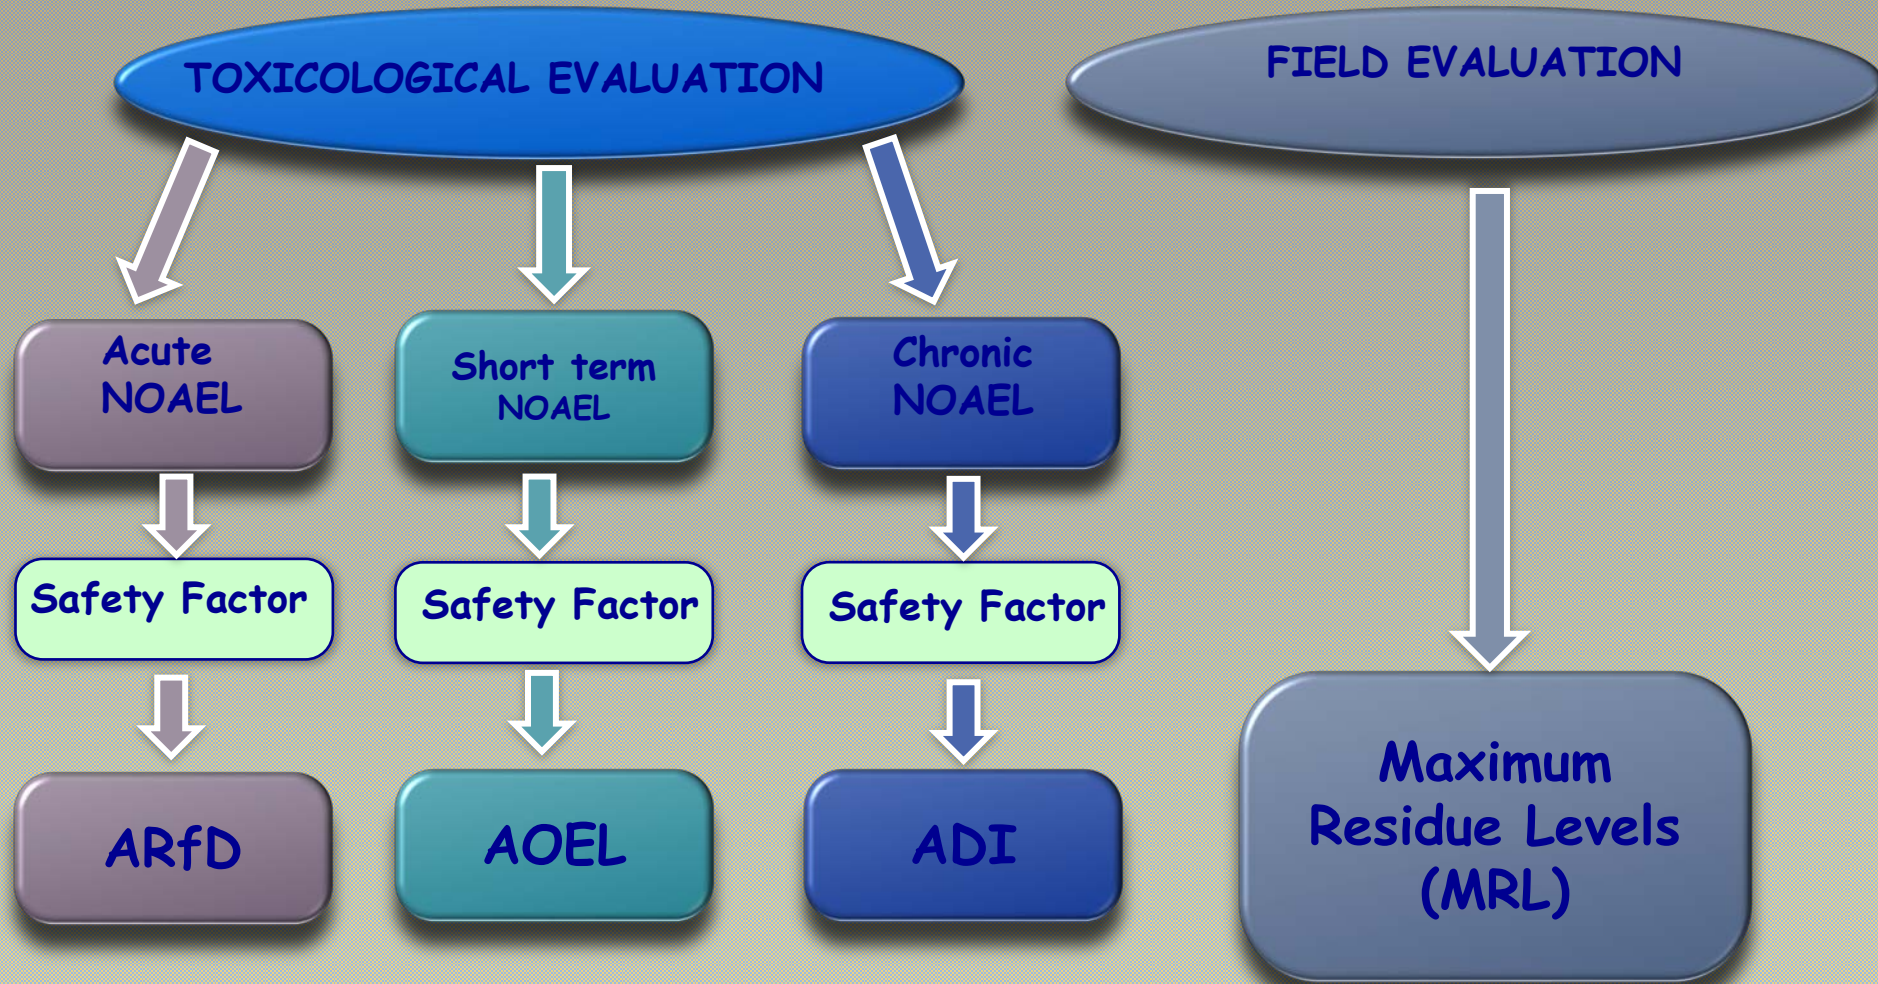 TOXICOLOGICAL EVALUATION
FIELD EVALUATION
Acute
NOAEL
Short term
NOAEL
Chronic
NOAEL
Safety Factor
Safety Factor
Safety Factor
ARfD
AOEL
ADI
Maximum
Residue Levels
(MRL)